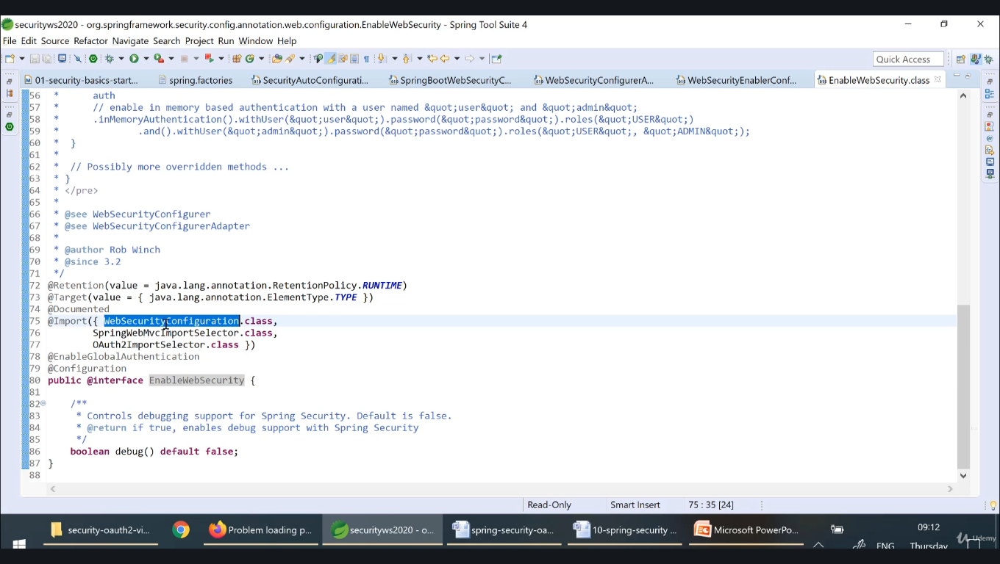 securityws2020 - org.springframework.security.config.annotation.web.configuration.EnableWebSecurity - Spring Tool Suite 4
File Edit Source Refactor Navigate Search Project Run Window Help
Quick Access
01-security-basics-start... spring.factories SecurityAutoConfigurati... SpringBootWebSecurityC... WebSecurityConfigurerA... WebSecurityEnablerConf... EnableWebSecurity.class
56 * auth
57 * // enable in memory based authentication with a user named &quot;user&quot; and &quot;admin&quot;
58 * .inMemoryAuthentication().withUser(&quot;user&quot;).password(&quot;password&quot;).roles(&quot;USER&quot;)
59 * .and().withUser(&quot;admin&quot;).password(&quot;password&quot;).roles(&quot;USER&quot;, &quot;ADMIN&quot;);
60 * }
61 *
62 * // Possibly more overridden methods ...
63 * }
64 * </pre>
65 *
66 * @see WebSecurityConfigurer
67 * @see WebSecurityConfigurerAdapter
68 *
69 * @author Rob Winch
70 * @since 3.2
71 */
72 @Retention(value = java.lang.annotation.RetentionPolicy.RUNTIME)
73 @Target(value = { java.lang.annotation.ElementType.TYPE })
74 @Documented
75 @Import({ WebSecurityConfiguration.class,
76 SpringWebMvcImportSelector.class,
77 OAuth2ImportSelector.class })
78 @EnableGlobalAuthentication
79 @Configuration
80 public @interface EnableWebSecurity {
81
82 /**
83 * Controls debugging support for Spring Security. Default is false.
84 * @return if true, enables debug support with Spring Security
85 */
86 boolean debug() default false;
87 }
88
Read-Only Smart Insert 75 : 35 [24]
security-oauth2-vi... Problem loading p... securityws2020 - o... spring-security-oa... 10-spring-security ... Microsoft PowerPo... 09:12
ENG Thursday
Udemy